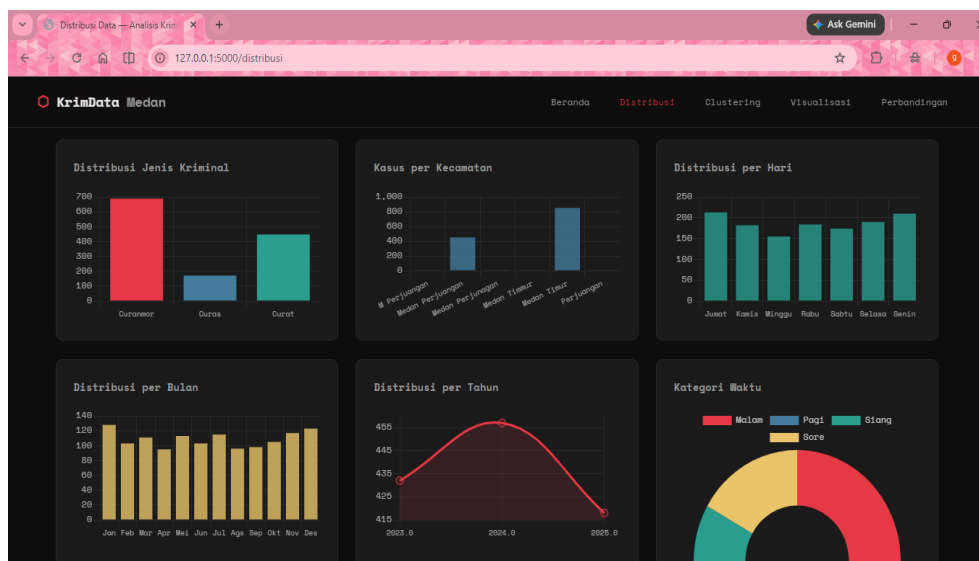 Distribusi Data — Analisis Krim
Ask Gemini
127.0.0.1:5000/distribusi
g
KrimData Medan
Beranda Distribusi Clustering Visualisasi Perbandingan
Distribusi Jenis Kriminal
700
600
500
400
300
200
100
0
Curanmor Curas Curat
Kasus per Kecamatan
1,000
800
600
400
200
0
M Perjuangan
Medan Perjuangan
Medan Perjunagan
Medan Tiemur
Medan Timur
Perjuangan
Distribusi per Hari
250
200
150
100
50
0
Jumat Kamis Minggu Rabu Sabtu Selasa Senin
Distribusi per Bulan
140
120
100
80
60
40
20
0
Jan Feb Mar Apr Mei Jun Jul Ags Sep Okt Nov Des
Distribusi per Tahun
455
445
435
425
415
2023.0 2024.0 2025.0
Kategori Waktu
Malam Pagi Siang
Sore